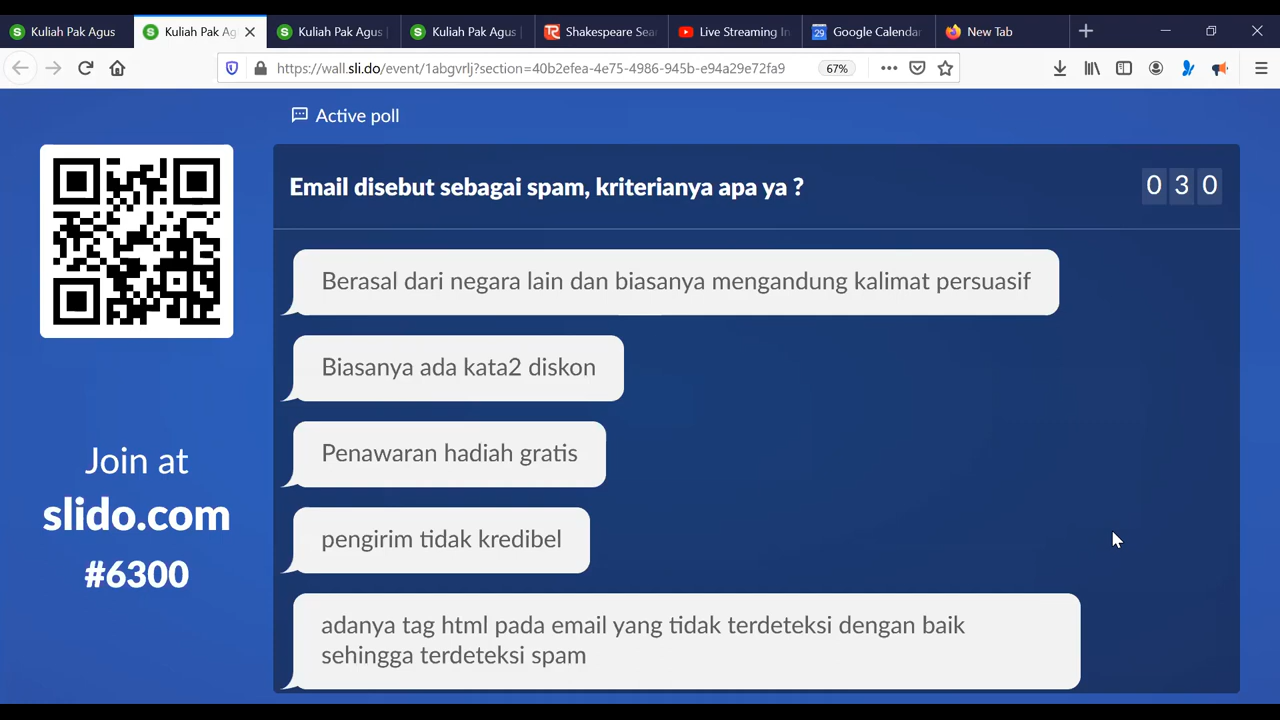 Kuliah Pak Agus
Kuliah Pak Ag
Kuliah Pak Agus |
Kuliah Pak Agus |
Shakespeare Sea
Live Streaming In
Google Calenda
New Tab
https://wall.sli.do/event/1abgvrlj?section=40b2efea-4e75-4986-945b-e94a29e72fa9
67%
Active poll
Email disebut sebagai spam, kriterianya apa ya ?
0 3 0
Berasal dari negara lain dan biasanya mengandung kalimat persuasif
Biasanya ada kata2 diskon
Penawaran hadiah gratis
pengirim tidak kredibel
adanya tag html pada email yang tidak terdeteksi dengan baik
sehingga terdeteksi spam
Join at
slido.com
#6300